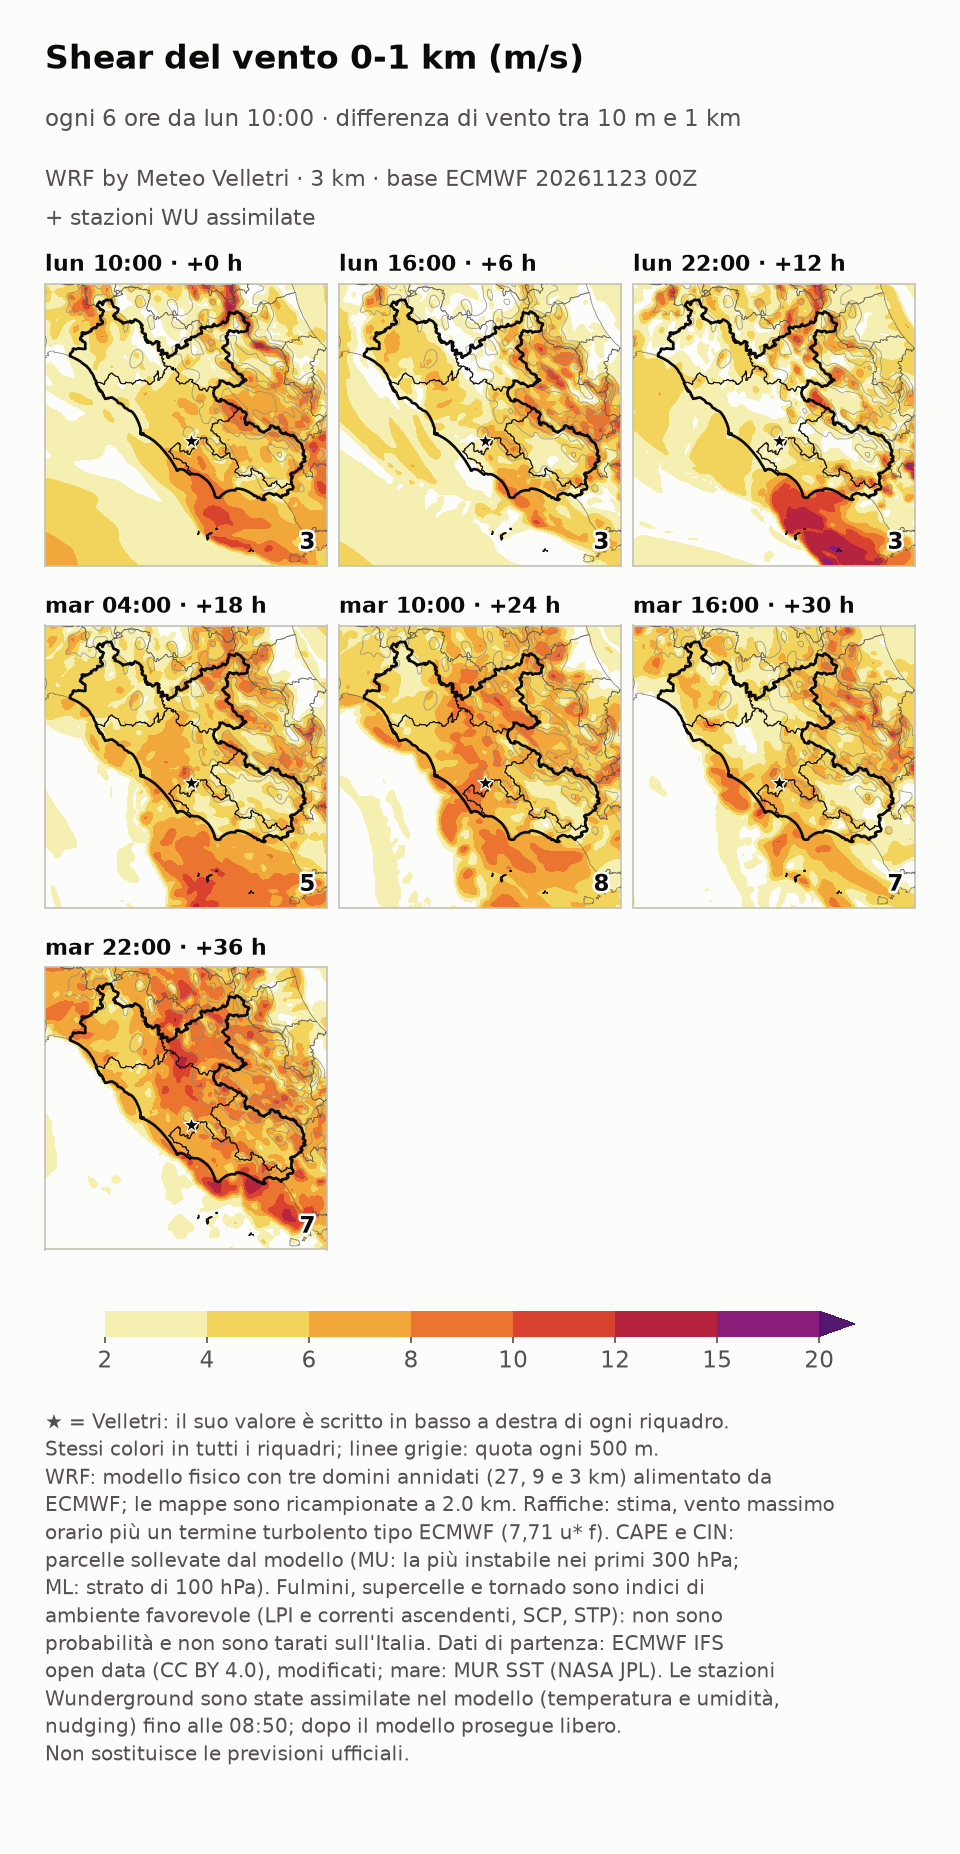 Shear del vento 0-1 km (m/s)
ogni 6 ore da lun 10:00 · differenza di vento tra 10 m e 1 km
WRF by Meteo Velletri · 3 km · base ECMWF 20261123 00Z
+ stazioni WU assimilate
lun 10:00 · +0 h
lun 16:00 · +6 h
lun 22:00 · +12 h
3
3
3
mar 04:00 · +18 h
mar 10:00 · +24 h
mar 16:00 · +30 h
5
8
7
mar 22:00 · +36 h
7
2 4 6 8 10 12 15 20
★ = Velletri: il suo valore è scritto in basso a destra di ogni riquadro.
Stessi colori in tutti i riquadri; linee grigie: quota ogni 500 m.
WRF: modello fisico con tre domini annidati (27, 9 e 3 km) alimentato da
ECMWF; le mappe sono ricampionate a 2.0 km. Raffiche: stima, vento massimo
orario più un termine turbolento tipo ECMWF (7,71 u* f). CAPE e CIN:
parcelle sollevate dal modello (MU: la più instabile nei primi 300 hPa;
ML: strato di 100 hPa). Fulmini, supercelle e tornado sono indici di
ambiente favorevole (LPI e correnti ascendenti, SCP, STP): non sono
probabilità e non sono tarati sull'Italia. Dati di partenza: ECMWF IFS
open data (CC BY 4.0), modificati; mare: MUR SST (NASA JPL). Le stazioni
Wunderground sono state assimilate nel modello (temperatura e umidità,
nudging) fino alle 08:50; dopo il modello prosegue libero.
Non sostituisce le previsioni ufficiali.